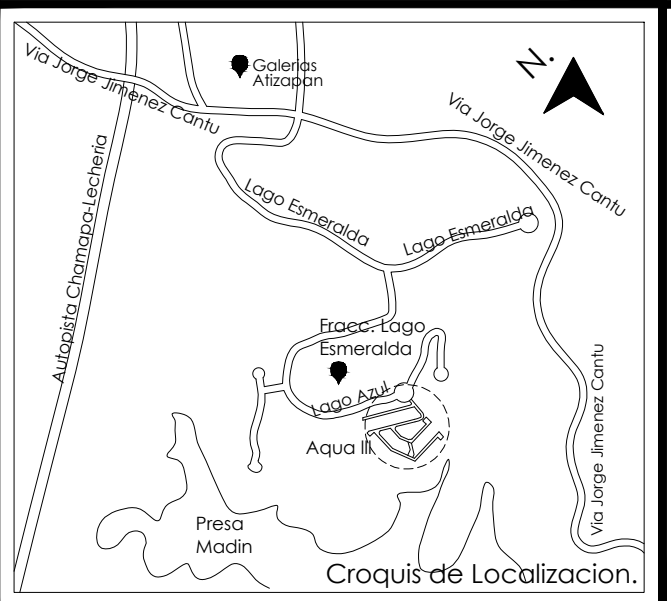 Via Jorge Jimenez Cantu
Galerias
Atizapan
N.
Via Jorge Jimenez Cantu
Autopista Chamapa-Lecheria
Lago Esmeralda
Lago Esmeralda
Fracc. Lago
Esmeralda
Lago Azul
Aqua III
Via Jorge Jimenez Cantu
Presa
Madin
Croquis de Localizacion.